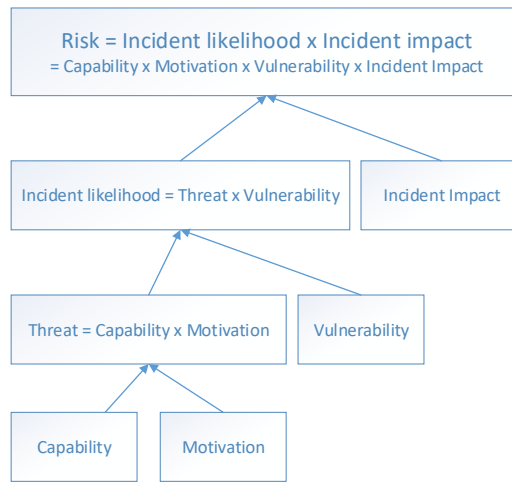 Risk = Incident likelihood x Incident impact
= Capability x Motivation x Vulnerability x Incident Impact
Incident likelihood = Threat x Vulnerability
Incident Impact
Threat = Capability x Motivation
Vulnerability
Capability
Motivation